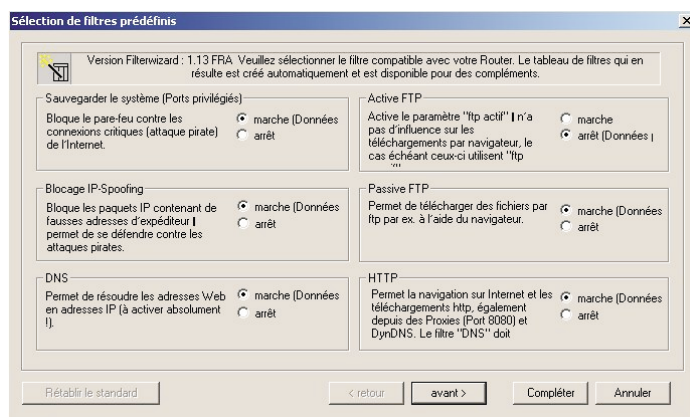 Sélection de filtres prédéfinis
Version Filterwizard : 1.13 FRA Veuillez sélectionner le filtre compatible avec votre Router. Le tableau de filtres qui en
résulte est créé automatiquement et est disponible pour des compléments.
Sauvegarder le système (Ports privilégiés)
Bloque le pare-feu contre les
connexions critiques (attaque pirate)
de l'Internet.
marche (Données
arrêt
Active FTP
Active le paramètre "ftp actif" | n'a
pas d'influence sur les
téléchargements par navigateur, le
cas échéant ceux-ci utilisent "ftp
marche
arrêt (Données |
Blocage IP-Spoofing
Bloque les paquets IP contenant de
fausses adresses d'expéditeur |
permet de se défendre contre les
attaques pirates.
marche (Données
arrêt
Passive FTP
Permet de télécharger des fichiers par
ftp par ex. à l'aide du navigateur.
marche (Données
arrêt
DNS
Permet de résoudre les adresses Web
en adresses IP (à activer absolument
!).
marche (Données
arrêt
HTTP
Permet la navigation sur Internet et les
téléchargements http, également
depuis des Proxies (Port 8080) et
DynDNS. Le filtre "DNS" doit
marche (Données
arrêt
Rétablir le standard
< retour
avant >
Compléter
Annuler